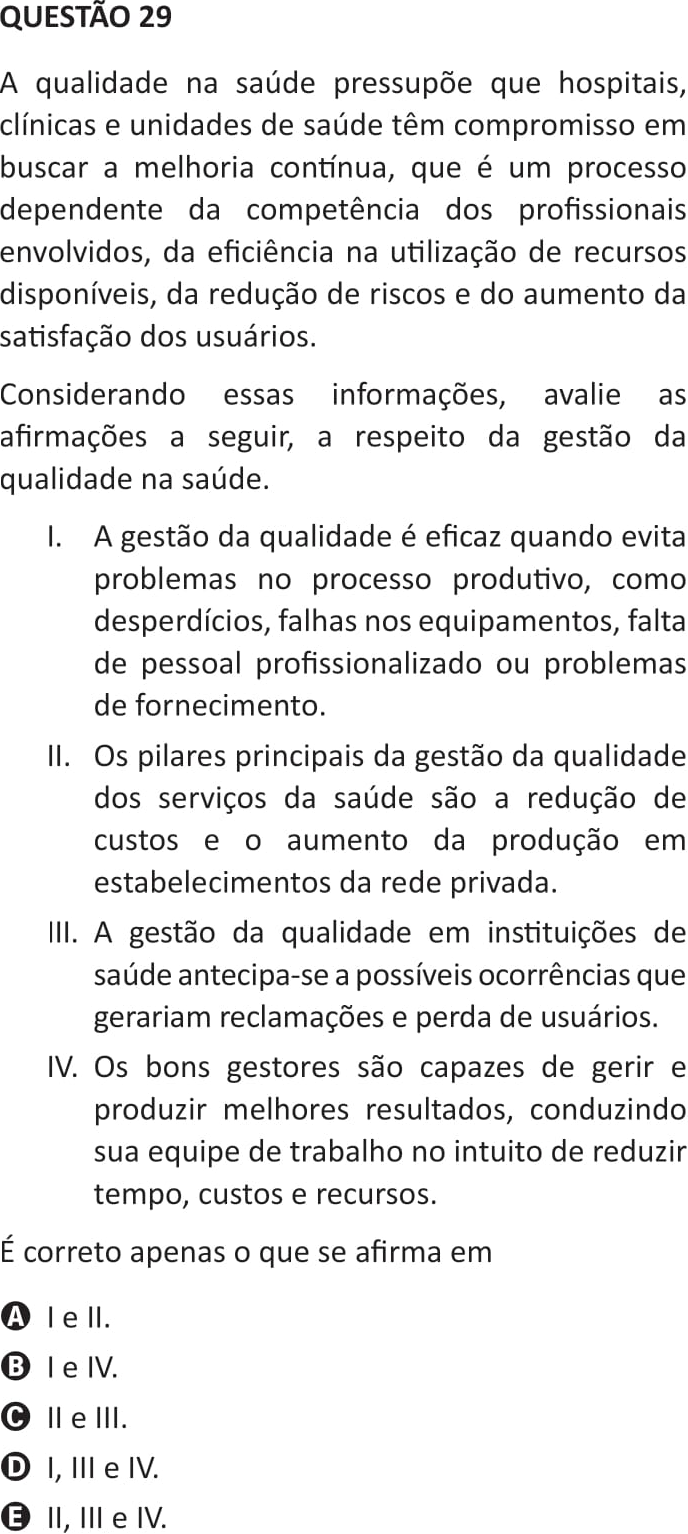 QUESTÃO 29
A qualidade na saúde pressupõe que hospitais,
clínicas e unidades de saúde têm compromisso em
buscar a melhoria contínua, que é um processo
dependente da competência dos profissionais
envolvidos, da eficiência na utilização de recursos
disponíveis, da redução de riscos e do aumento da
satisfação dos usuários.
Considerando essas informações, avalie as
afirmações a seguir, a respeito da gestão da
qualidade na saúde.
I. A gestão da qualidade é eficaz quando evita
problemas no processo produtivo, como
desperdícios, falhas nos equipamentos, falta
de pessoal profissionalizado ou problemas
de fornecimento.
II. Os pilares principais da gestão da qualidade
dos serviços da saúde são a redução de
custos e o aumento da produção em
estabelecimentos da rede privada.
III. A gestão da qualidade em instituições de
saúde antecipa-se a possíveis ocorrências que
gerariam reclamações e perda de usuários.
IV. Os bons gestores são capazes de gerir e
produzir melhores resultados, conduzindo
sua equipe de trabalho no intuito de reduzir
tempo, custos e recursos.
É correto apenas o que se afirma em
A I e II.
B I e IV.
C II e III.
D I, III e IV.
E II, III e IV.